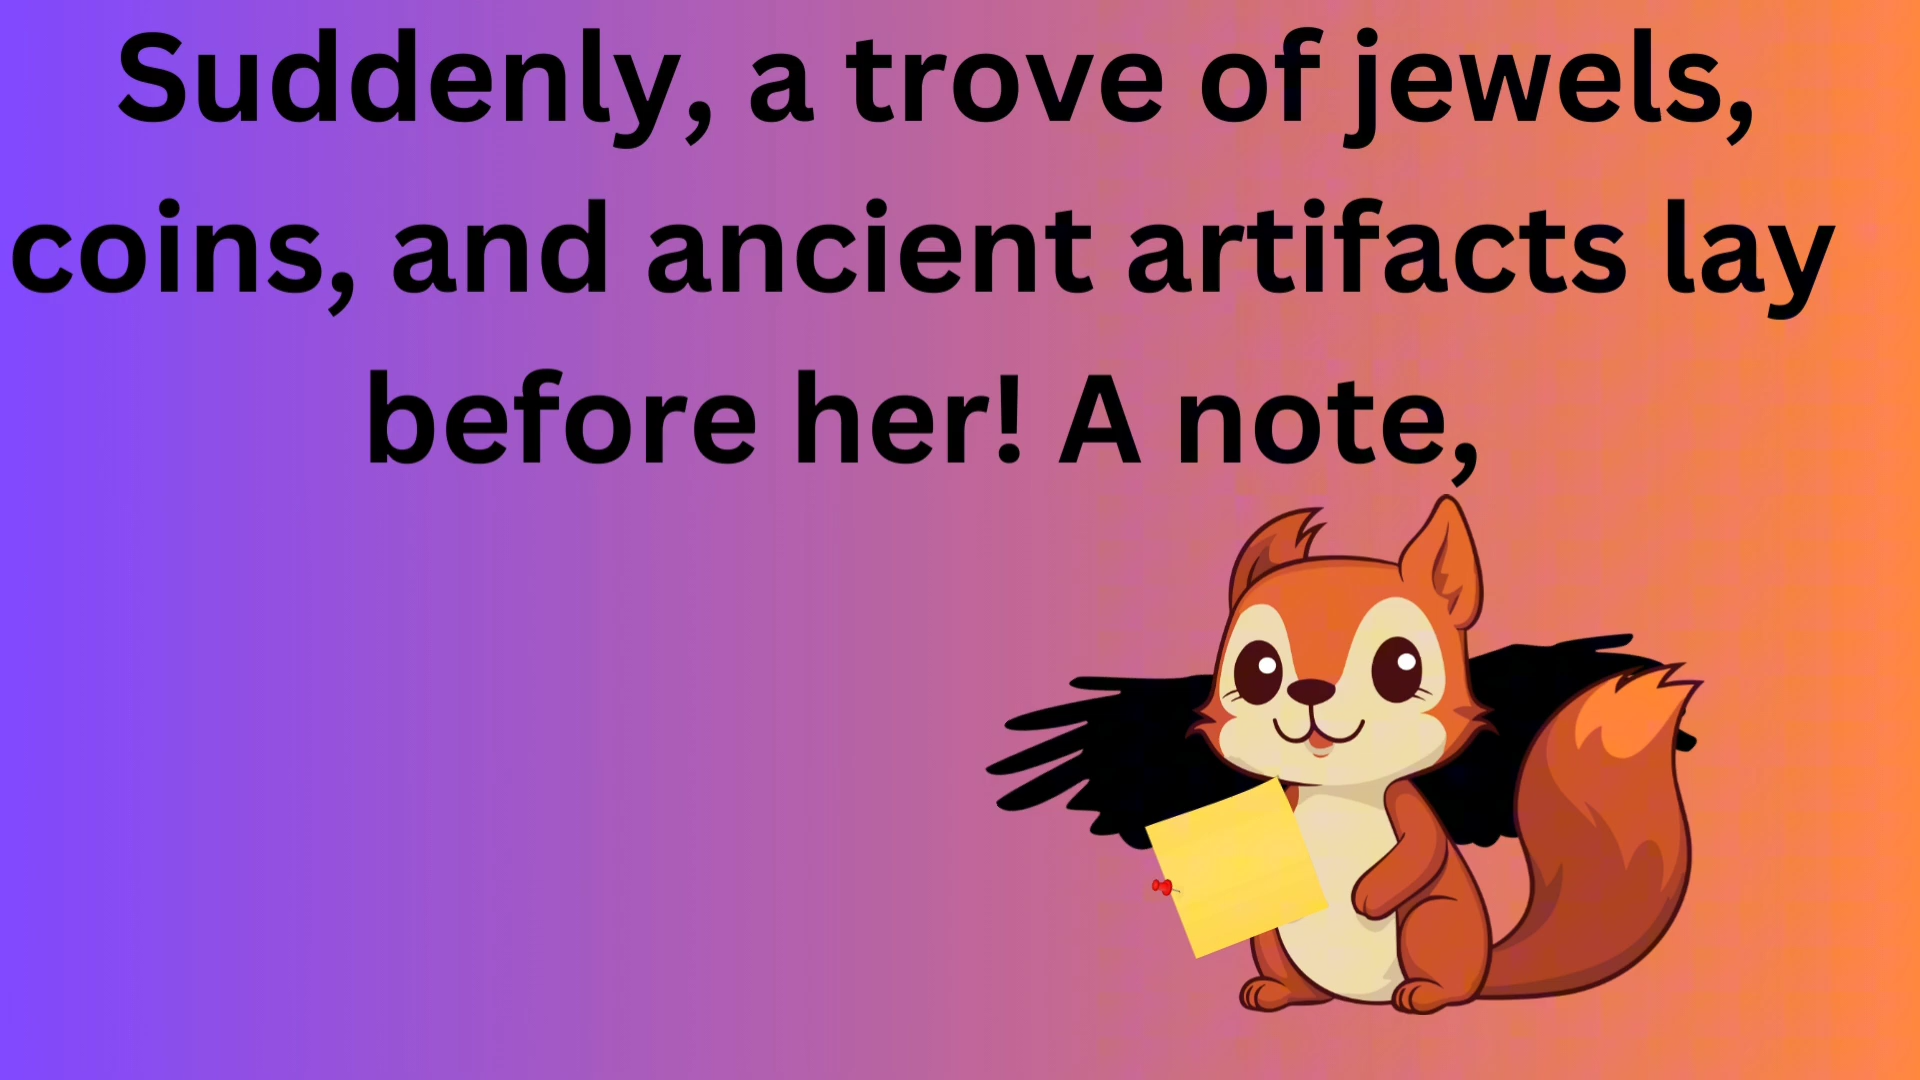 Suddenly, a trove of jewels,
coins, and ancient artifacts lay
before her! A note,